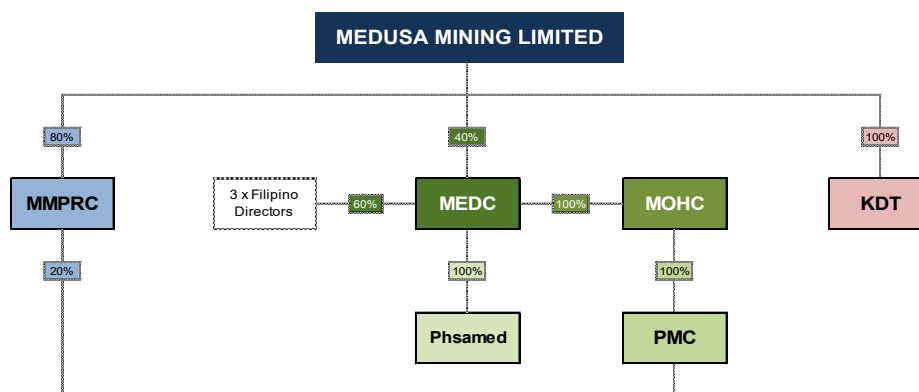 MEDUSA MINING LIMITED
80%
40%
100%
MMPRC
3 x Filipino
Directors
60%
MEDC
100%
MOHC
KDT
20%
100%
100%
Phsamed
PMC